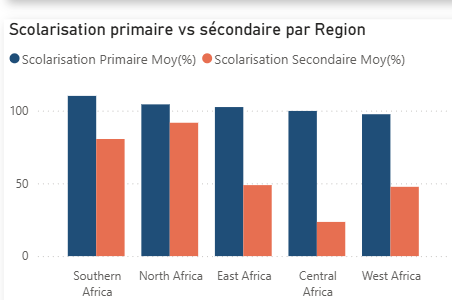 Scolarisation primaire vs sécondaire par Region
Scolarisation Primaire Moy(%) Scolarisation Secondaire Moy(%)
100
50
0
Southern Africa
North Africa
East Africa
Central Africa
West Africa